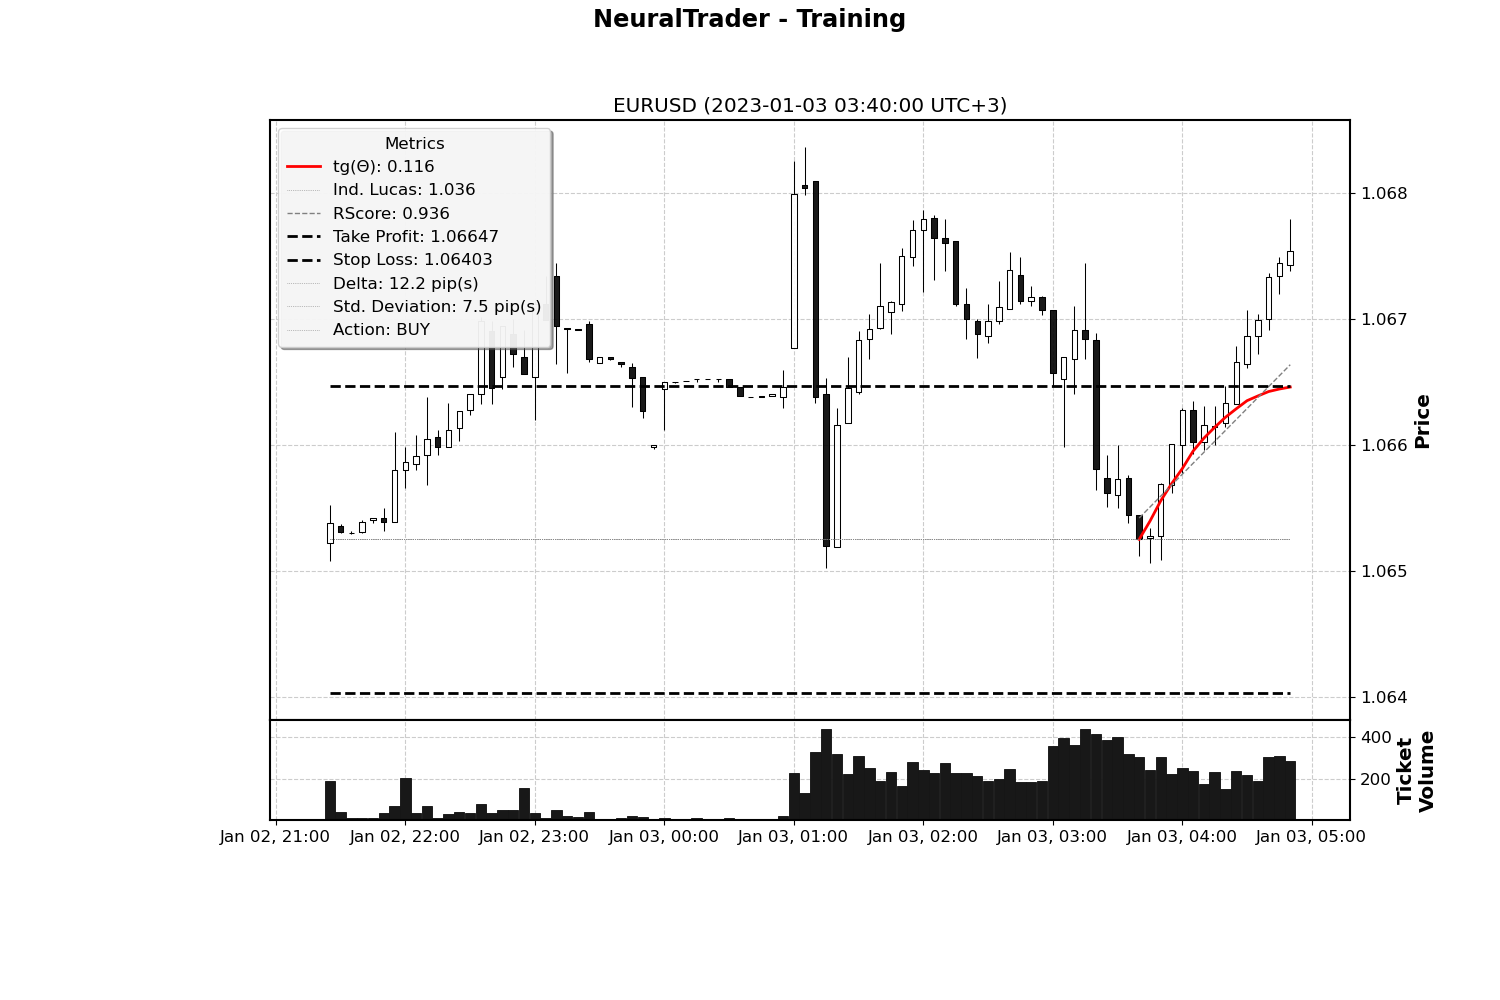 NeuralTrader - Training
EURUSD (2023-01-03 03:40:00 UTC+3)
Metrics
tg(Θ): 0.116
Ind. Lucas: 1.036
RScore: 0.936
Take Profit: 1.06647
Stop Loss: 1.06403
Delta: 12.2 pip(s)
Std. Deviation: 7.5 pip(s)
Action: BUY
1.068
1.067
1.066
1.065
1.064
Price
400
200
Ticket
Volume
Jan 02, 21:00
Jan 02, 22:00
Jan 02, 23:00
Jan 03, 00:00
Jan 03, 01:00
Jan 03, 02:00
Jan 03, 03:00
Jan 03, 04:00
Jan 03, 05:00